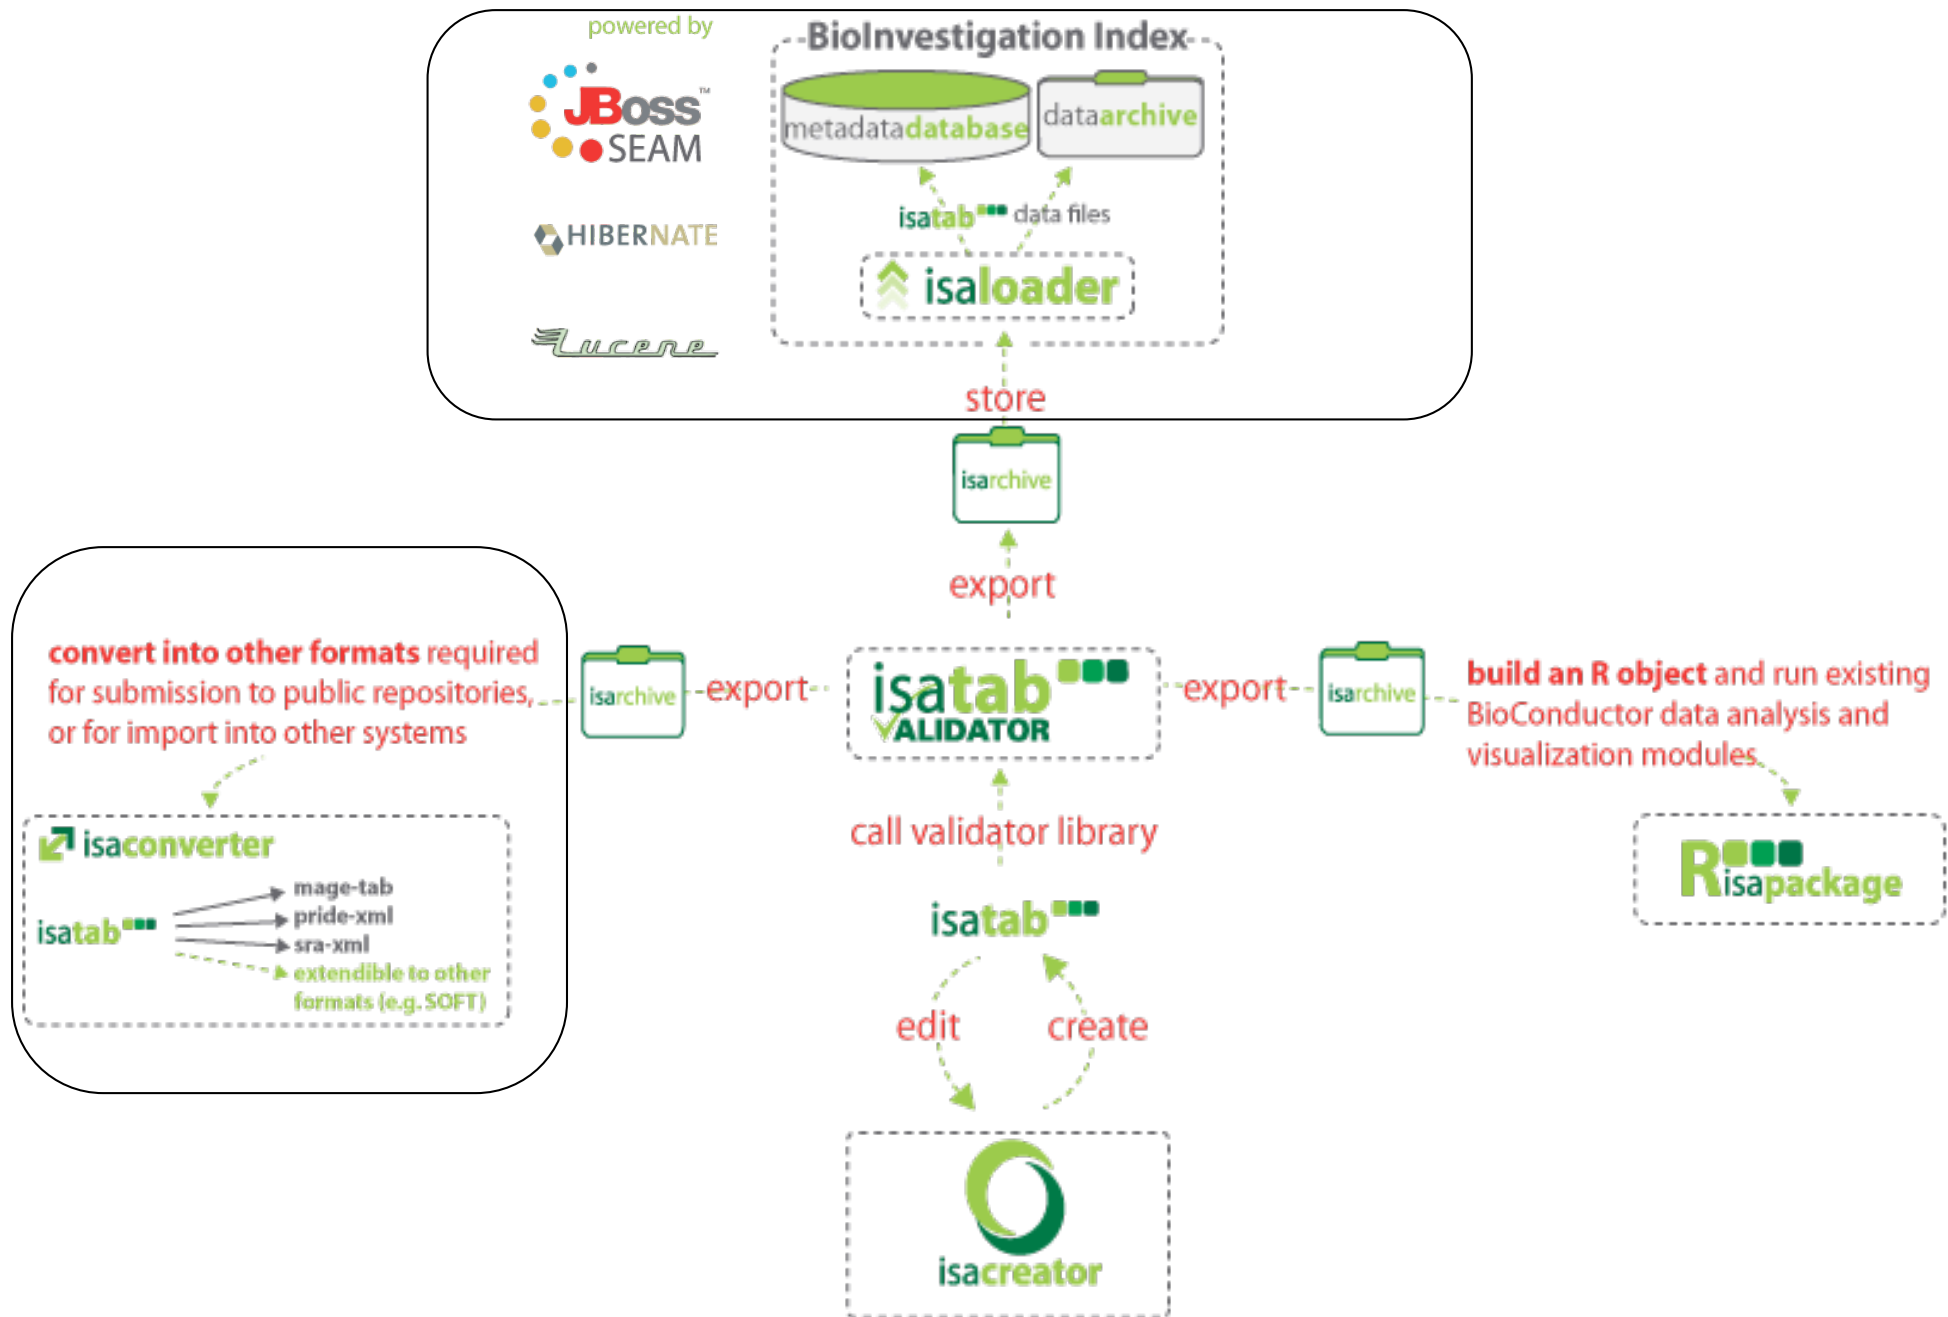 powered by
JBoss™
SEAM
HIBERNATE
Lucene
BioInvestigation Index
metadatadatabase
dataarchive
isatab data files
isaloader
store
isarchive
export
convert into other formats required
for submission to public repositories,
or for import into other systems
isarchive
export
isatab
VALIDATOR
export
isarchive
build an R object and run existing
BioConductor data analysis and
visualization modules
isaconverter
isatab
mage-tab
pride-xml
sra-xml
extendible to other
formats (e.g. SOFT)
call validator library
isatab
R
isapackage
edit
create
isacreator